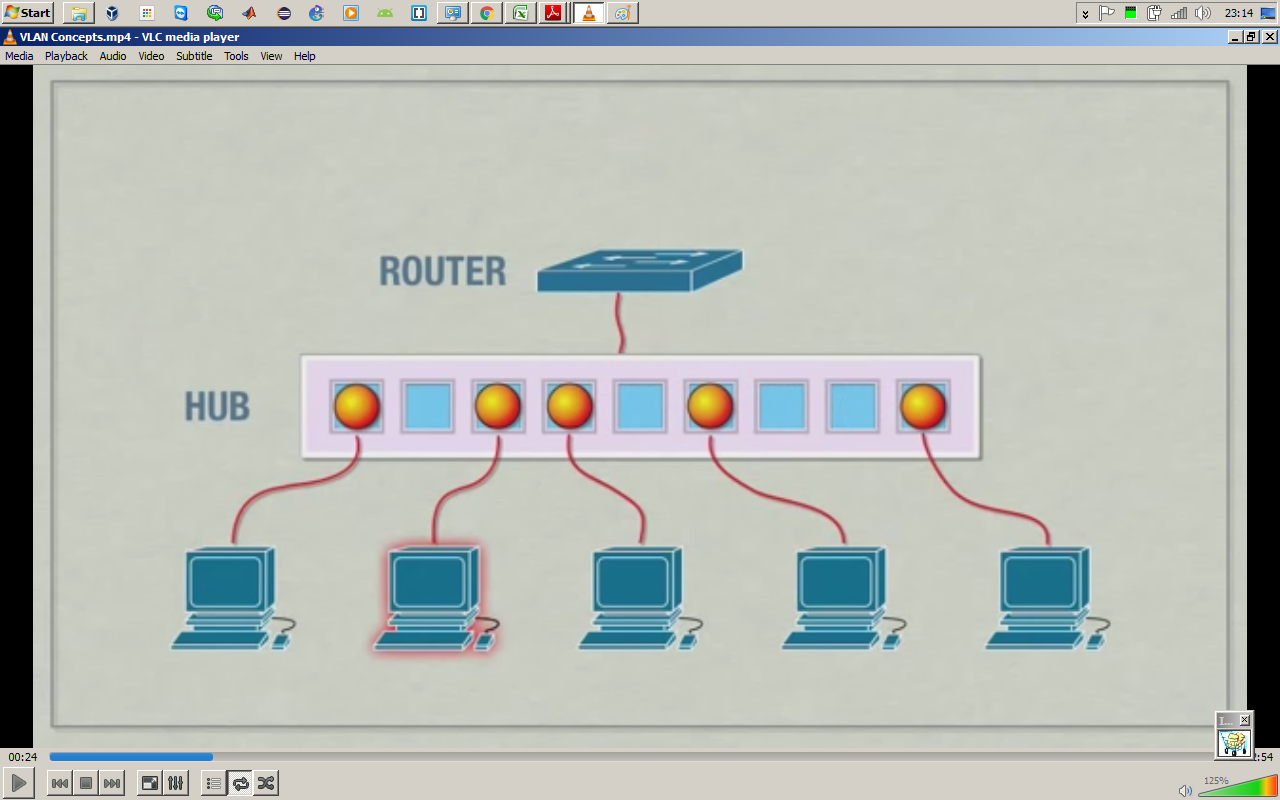 Start
23:14
VLAN Concepts.mp4 - VLC media player
Media Playback Audio Video Subtitle Tools View Help
ROUTER
HUB
I...
00:24
:54
125%